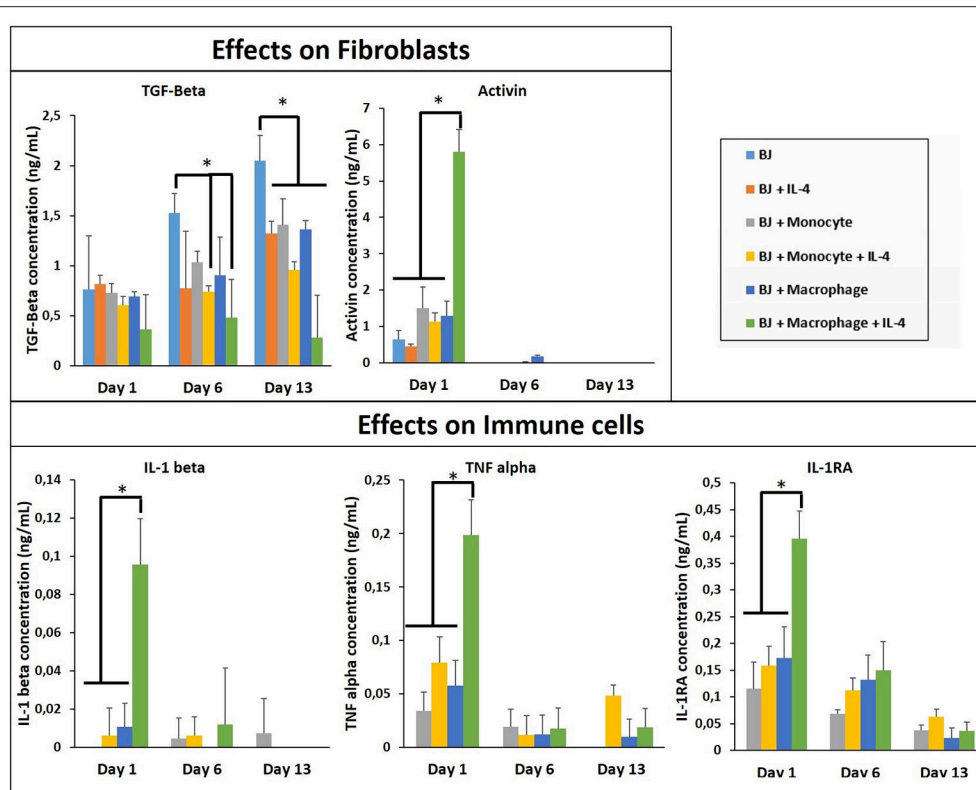 Effects on Fibroblasts
TGF-Beta
TGF-Beta concentration (ng/mL)
2,5
2
1,5
1
0,5
0
*
*
Day 1 Day 6 Day 13
Activin
Activin concentration (ng/mL)
7
6
5
4
3
2
1
0
*
Day 1 Day 6 Day 13
BJ
BJ + IL-4
BJ + Monocyte
BJ + Monocyte + IL-4
BJ + Macrophage
BJ + Macrophage + IL-4
Effects on Immune cells
IL-1 beta
IL-1 beta concentration (ng/mL)
0,14
0,12
0,1
0,08
0,06
0,04
0,02
0
*
Day 1 Day 6 Day 13
TNF alpha
TNF alpha concentration (ng/mL)
0,25
0,2
0,15
0,1
0,05
0
*
Day 1 Day 6 Day 13
IL-1RA
IL-1RA concentration (ng/mL)
0,5
0,45
0,4
0,35
0,3
0,25
0,2
0,15
0,1
0,05
0
*
Day 1 Day 6 Day 13